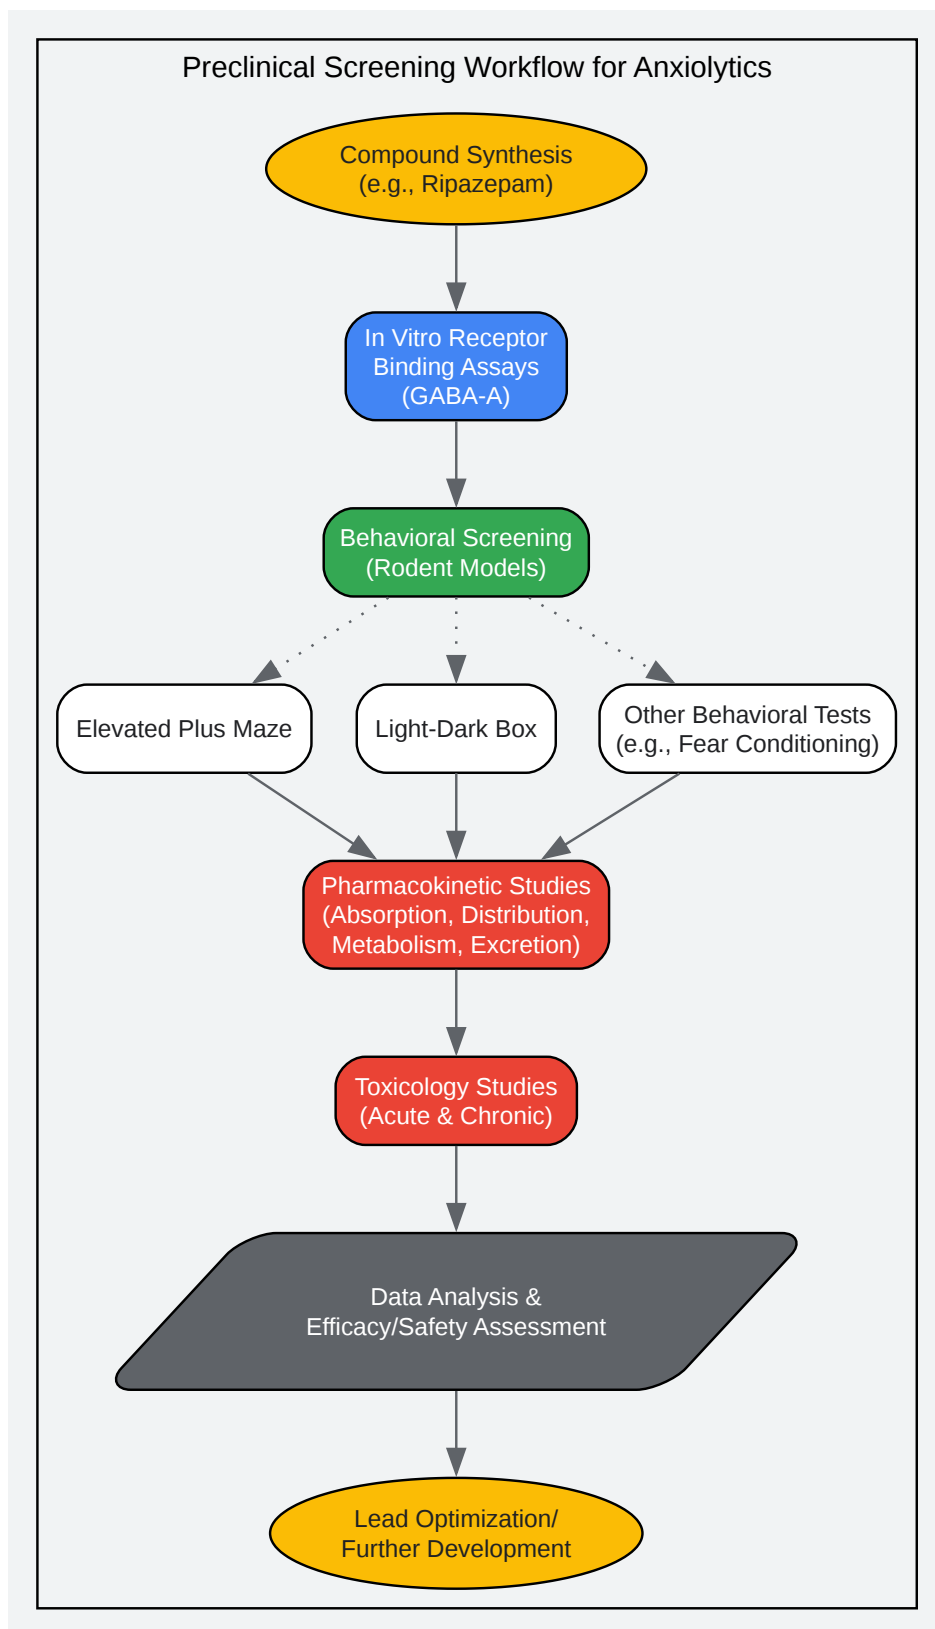 Preclinical Screening Workflow for Anxiolytics
Compound Synthesis
(e.g., Ripazepam)
In Vitro Receptor
Binding Assays
(GABA-A)
Behavioral Screening
(Rodent Models)
Elevated Plus Maze
Light-Dark Box
Other Behavioral Tests
(e.g., Fear Conditioning)
Pharmacokinetic Studies
(Absorption, Distribution,
Metabolism, Excretion)
Toxicology Studies
(Acute & Chronic)
Data Analysis &
Efficacy/Safety Assessment
Lead Optimization/
Further Development